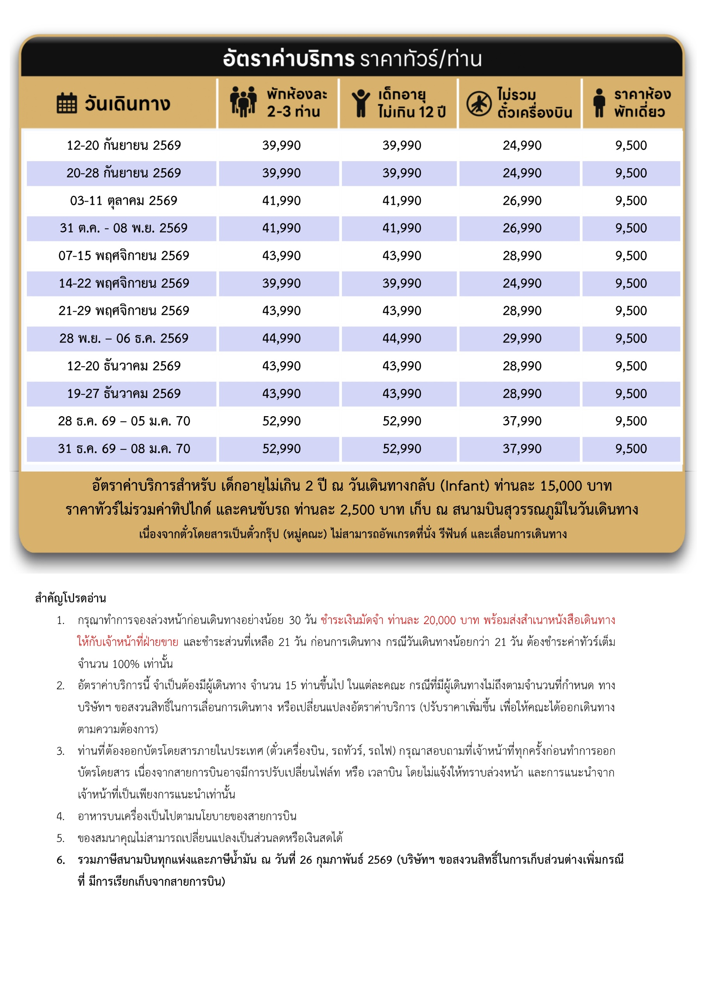 อัตราค่าบริการ ราคาทัวร์/ท่าน
วันเดินทาง พักห้องละ 2-3 ท่าน เด็กอายุ ไม่เกิน 12 ปี ไม่รวม ตั๋วเครื่องบิน ราคาห้อง พักเดี่ยว
12-20 กันยายน 2569 39,990 39,990 24,990 9,500
20-28 กันยายน 2569 39,990 39,990 24,990 9,500
03-11 ตุลาคม 2569 41,990 41,990 26,990 9,500
31 ต.ค. - 08 พ.ย. 2569 41,990 41,990 26,990 9,500
07-15 พฤศจิกายน 2569 43,990 43,990 28,990 9,500
14-22 พฤศจิกายน 2569 39,990 39,990 24,990 9,500
21-29 พฤศจิกายน 2569 43,990 43,990 28,990 9,500
28 พ.ย. – 06 ธ.ค. 2569 44,990 44,990 29,990 9,500
12-20 ธันวาคม 2569 43,990 43,990 28,990 9,500
19-27 ธันวาคม 2569 43,990 43,990 28,990 9,500
28 ธ.ค. 69 – 05 ม.ค. 70 52,990 52,990 37,990 9,500
31 ธ.ค. 69 – 08 ม.ค. 70 52,990 52,990 37,990 9,500
อัตราค่าบริการสำหรับ เด็กอายุไม่เกิน 2 ปี ณ วันเดินทางกลับ (Infant) ท่านละ 15,000 บาท
ราคาทัวร์ไม่รวมค่าทิปไกด์ และคนขับรถ ท่านละ 2,500 บาท เก็บ ณ สนามบินสุวรรณภูมิในวันเดินทาง
เนื่องจากตั๋วโดยสารเป็นตั๋วกรุ๊ป (หมู่คณะ) ไม่สามารถอัพเกรดที่นั่ง รีฟันด์ และเลื่อนการเดินทาง
สำคัญโปรดอ่าน
1. กรุณาทำการจองล่วงหน้าก่อนเดินทางอย่างน้อย 30 วัน ชำระเงินมัดจำ ท่านละ 20,000 บาท พร้อมส่งสำเนาหนังสือเดินทาง
ให้กับเจ้าหน้าที่ฝ่ายขาย และชำระส่วนที่เหลือ 21 วัน ก่อนการเดินทาง กรณีวันเดินทางน้อยกว่า 21 วัน ต้องชำระค่าทัวร์เต็ม
จำนวน 100% เท่านั้น
2. อัตราค่าบริการนี้ จำเป็นต้องมีผู้เดินทาง จำนวน 15 ท่านขึ้นไป ในแต่ละคณะ กรณีที่มีผู้เดินทางไม่ถึงตามจำนวนที่กำหนด ทาง
บริษัทฯ ขอสงวนสิทธิ์ในการเลื่อนการเดินทาง หรือเปลี่ยนแปลงอัตราค่าบริการ (ปรับราคาเพิ่มขึ้น เพื่อให้คณะได้ออกเดินทาง
ตามความต้องการ)
3. ท่านที่ต้องออกบัตรโดยสารภายในประเทศ (ตั๋วเครื่องบิน, รถทัวร์, รถไฟ) กรุณาสอบถามที่เจ้าหน้าที่ทุกครั้งก่อนทำการออก
บัตรโดยสาร เนื่องจากสายการบินอาจมีการปรับเปลี่ยนไฟล์ท หรือ เวลาบิน โดยไม่แจ้งให้ทราบล่วงหน้า และการแนะนำจาก
เจ้าหน้าที่เป็นเพียงการแนะนำเท่านั้น
4. อาหารบนเครื่องเป็นไปตามนโยบายของสายการบิน
5. ของสมนาคุณไม่สามารถเปลี่ยนแปลงเป็นส่วนลดหรือเงินสดได้
6. รวมภาษีสนามบินทุกแห่งและภาษีน้ำมัน ณ วันที่ 26 กุมภาพันธ์ 2569 (บริษัทฯ ขอสงวนสิทธิ์ในการเก็บส่วนต่างเพิ่มกรณี
ที่ มีการเรียกเก็บจากสายการบิน)